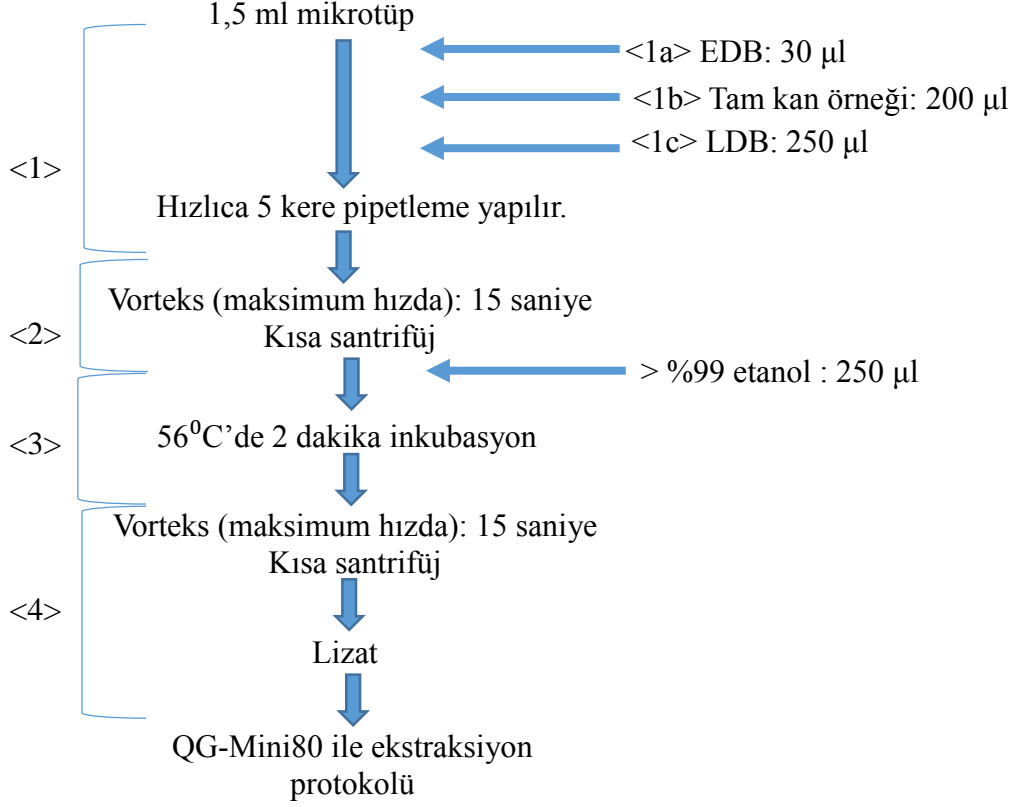 1,5 ml mikrotüp
<1a> EDB: 30 μl
<1b> Tam kan örneği: 200 μl
<1c> LDB: 250 μl
<1>
Hızlıca 5 kere pipetleme yapılır.
Vorteks (maksimum hızda): 15 saniye
<2>
Kısa santrifüj
> %99 etanol : 250 μl
<3>
56⁰C’de 2 dakika inkubasyon
Vorteks (maksimum hızda): 15 saniye
Kısa santrifüj
<4>
Lizat
QG-Mini80 ile ekstraksiyon
protokolü